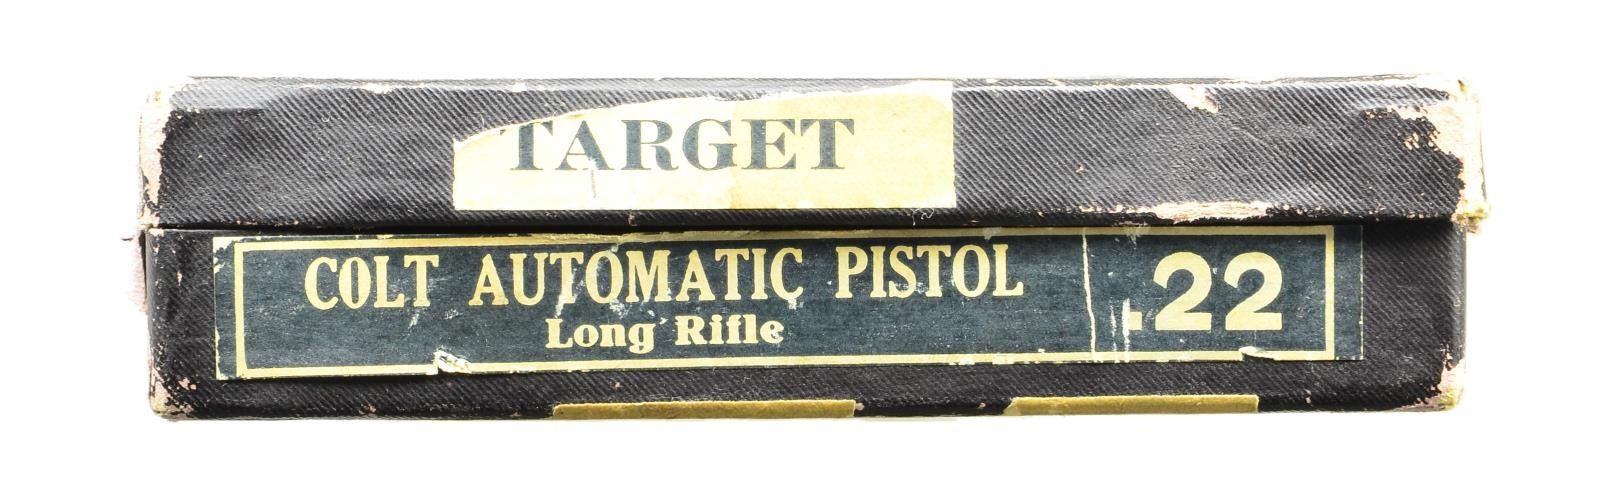 TARGET
COLT AUTOMATIC PISTOL .22
Long Rifle